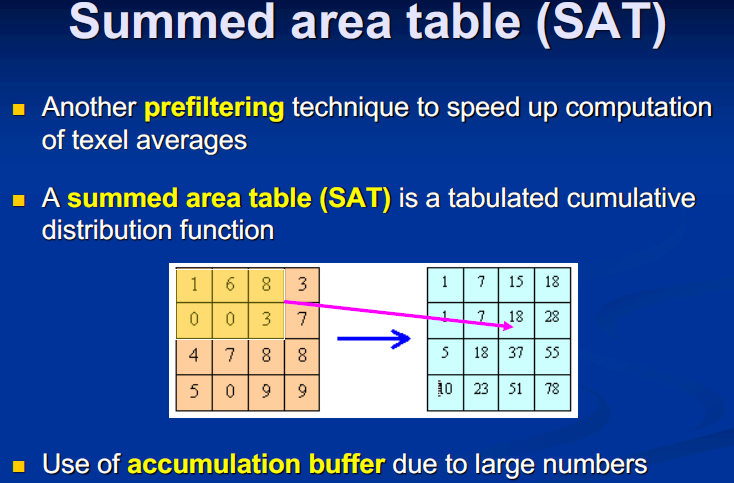 Summed area table (SAT)
Another prefiltering technique to speed up computation
of texel averages
A summed area table (SAT) is a tabulated cumulative
distribution function
1 6 8 3 1 7 15 18
0 0 3 7 1 7 18 28
4 7 8 8 5 18 37 55
5 0 9 9 10 23 51 78
Use of accumulation buffer due to large numbers